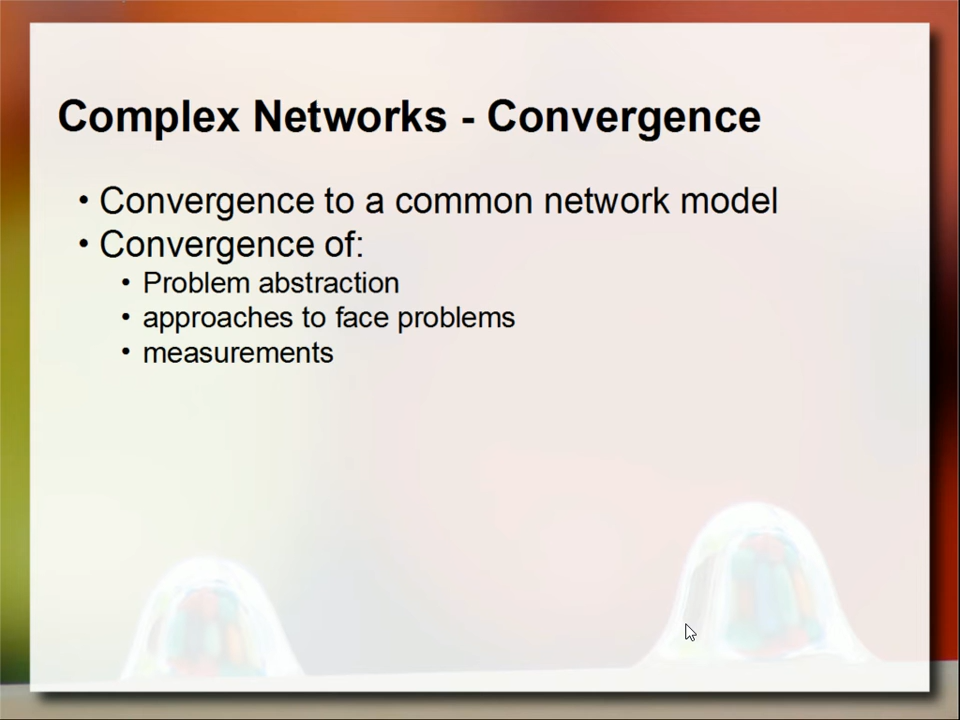 Complex Networks - Convergence
• Convergence to a common network model
• Convergence of:
• Problem abstraction
• approaches to face problems
• measurements